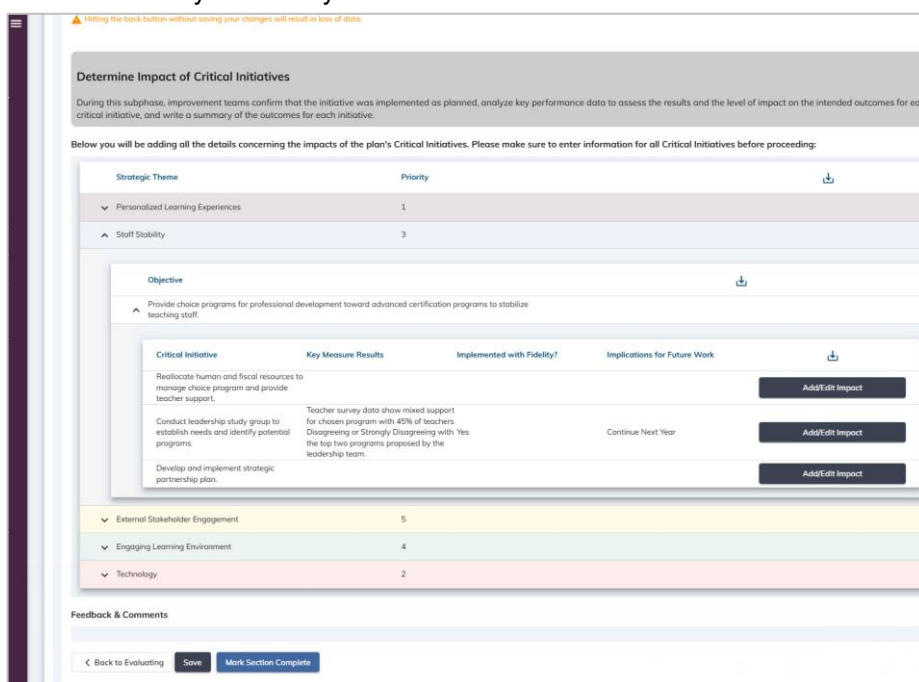 Hitting the back button without saving your changes will result in loss of data.
Determine Impact of Critical Initiatives
During this subphase, improvement teams confirm that the initiative was implemented as planned, analyze key performance data to assess the results and the level of impact on the intended outcomes for
critical initiative, and write a summary of the outcomes for each initiative.
Below you will be adding all the details concerning the impacts of the plan's Critical Initiatives. Please make sure to enter information for all Critical Initiatives before proceeding:
Strategic Theme Priority
Personalized Learning Experiences 1
Staff Stability 3
Objective
Provide choice programs for professional development toward advanced certification programs to stabilize
teaching staff.
Critical Initiative Key Measure Results Implemented with Fidelity? Implications for Future Work
Reallocate human and fiscal resources to
manage choice program and provide
teacher support.
Add/Edit Impact
Conduct leadership study group to
establish needs and identify potential
programs.
Teacher survey data show mixed support
for chosen program with 45% of teachers
Disagreeing or Strongly Disagreeing with
the top two programs proposed by the
leadership team.
Yes
Continue Next Year
Add/Edit Impact
Develop and implement strategic
partnership plan.
Add/Edit Impact
External Stakeholder Engagement 5
Engaging Learning Environment 4
Technology 2
Feedback & Comments
Back to Evaluating Save Mark Section Complete